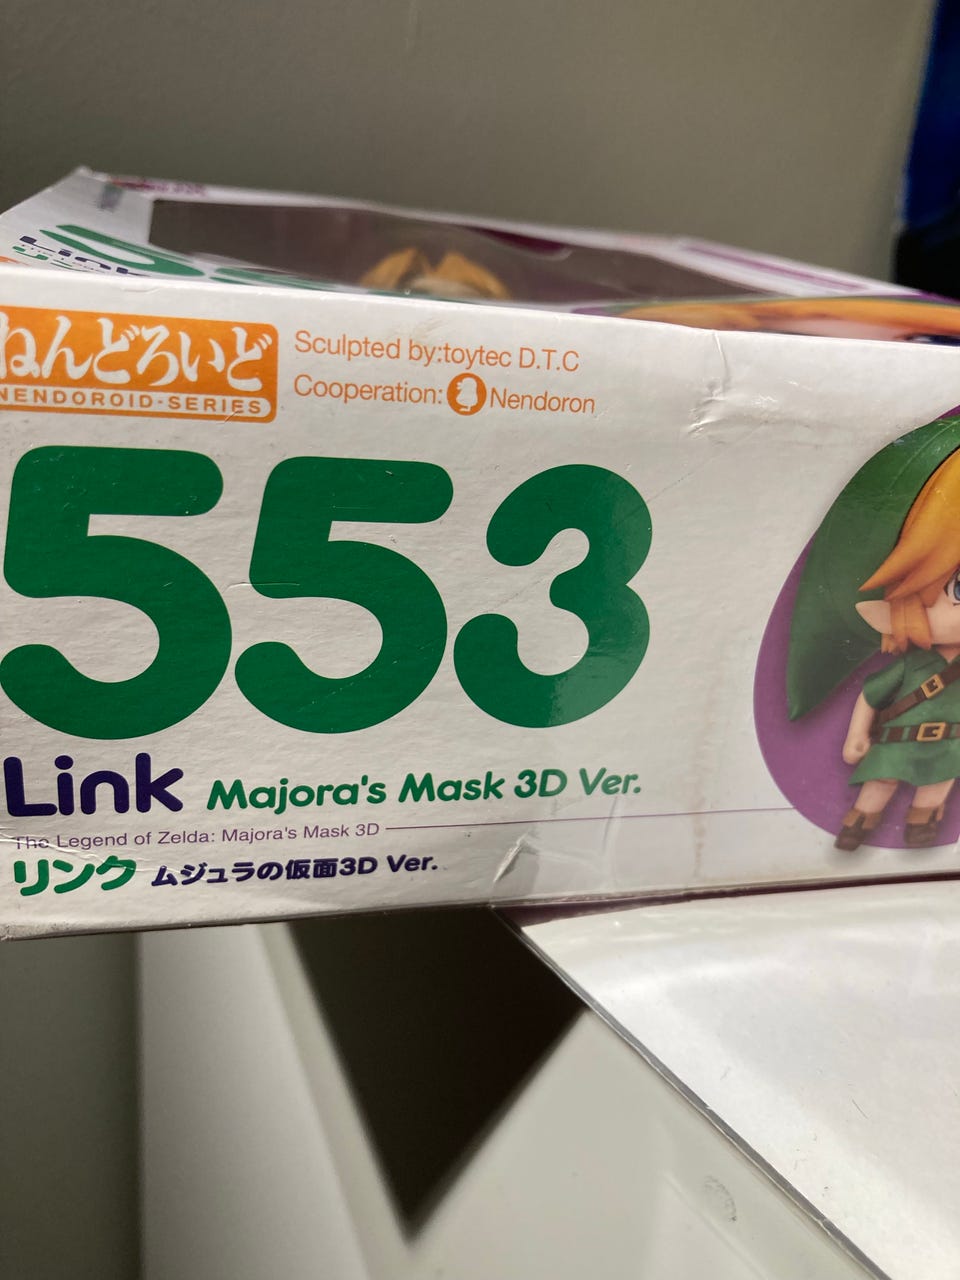 Link
ねんどろいど
NENDOROID·SERIES
Sculpted by:toytec D.T.C
Cooperation: Nendoron
553
Link Majora's Mask 3D Ver.
The Legend of Zelda: Majora's Mask 3D
リンク ムジュラの仮面3D Ver.